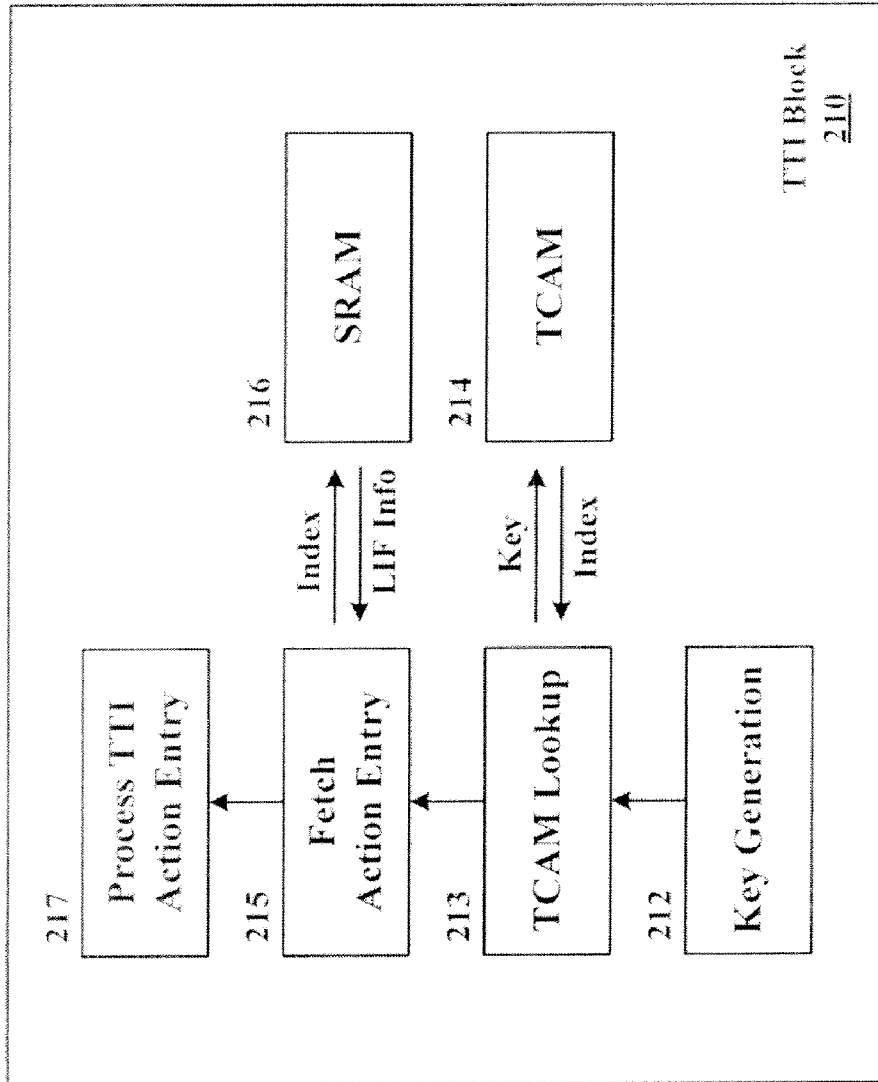 TTI Block
210
217
Process TTI
Action Entry
215
Fetch
Action Entry
Index
LIF Info
216
SRAM
213
TCAM Lookup
Key
Index
214
TCAM
212
Key Generation